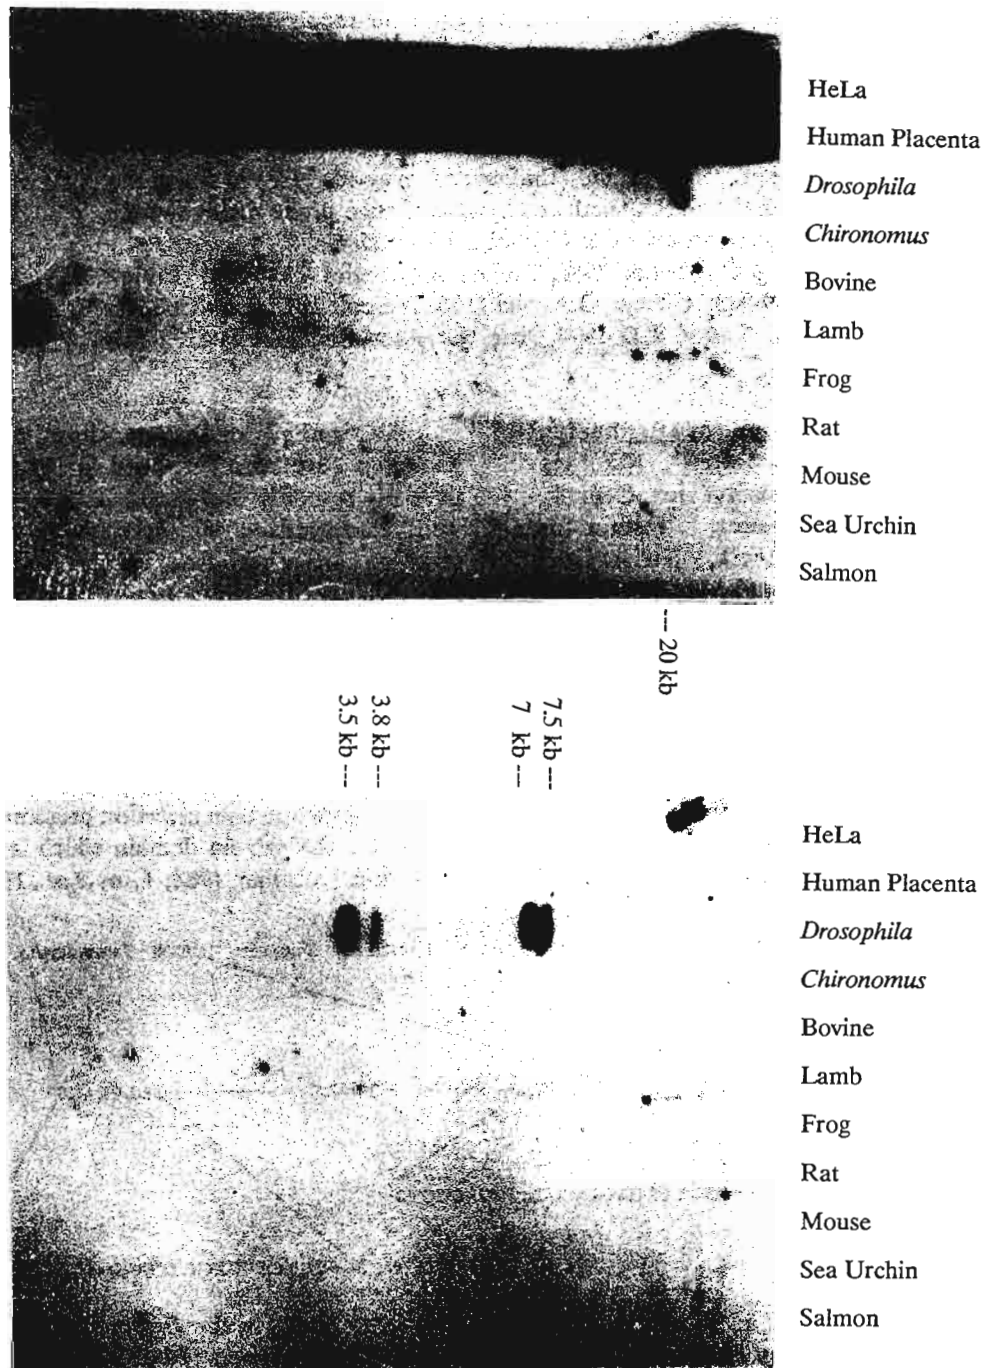 HeLa
Human Placenta
Drosophila
Chironomus
Bovine
Lamb
Frog
Rat
Mouse
Sea Urchin
Salmon
--- 20 kb
3.5 kb ---
3.8 kb ---
7 kb ---
7.5 kb ---
HeLa
Human Placenta
Drosophila
Chironomus
Bovine
Lamb
Frog
Rat
Mouse
Sea Urchin
Salmon